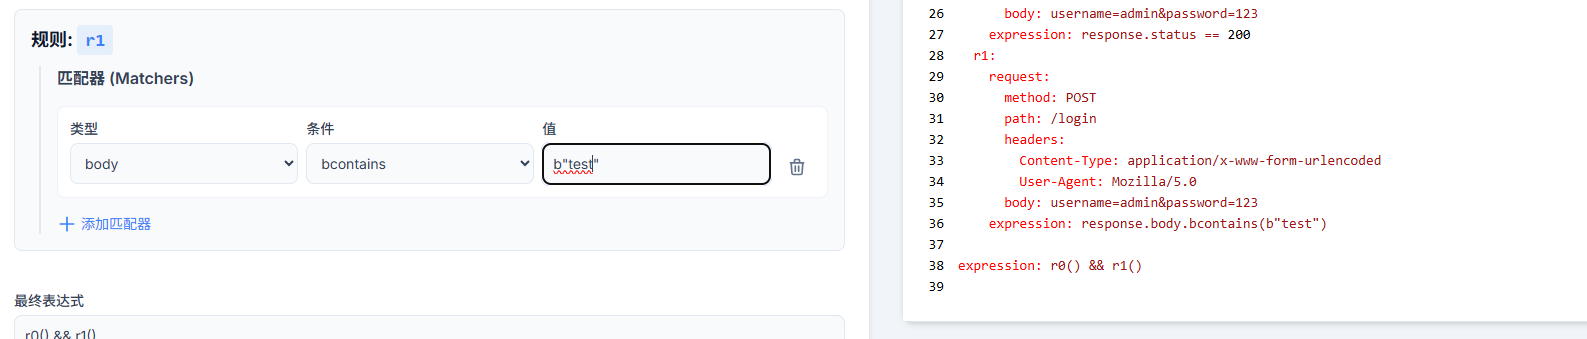 规则: r1
匹配器 (Matchers)
类型 条件 值
body bcontains b"test"
添加匹配器
最终表达式
r0() && r1()
26 body: username=admin&password=123
27 expression: response.status == 200
28 r1:
29 request:
30 method: POST
31 path: /login
32 headers:
33 Content-Type: application/x-www-form-urlencoded
34 User-Agent: Mozilla/5.0
35 body: username=admin&password=123
36 expression: response.body.bcontains(b"test")
37
38 expression: r0() && r1()
39